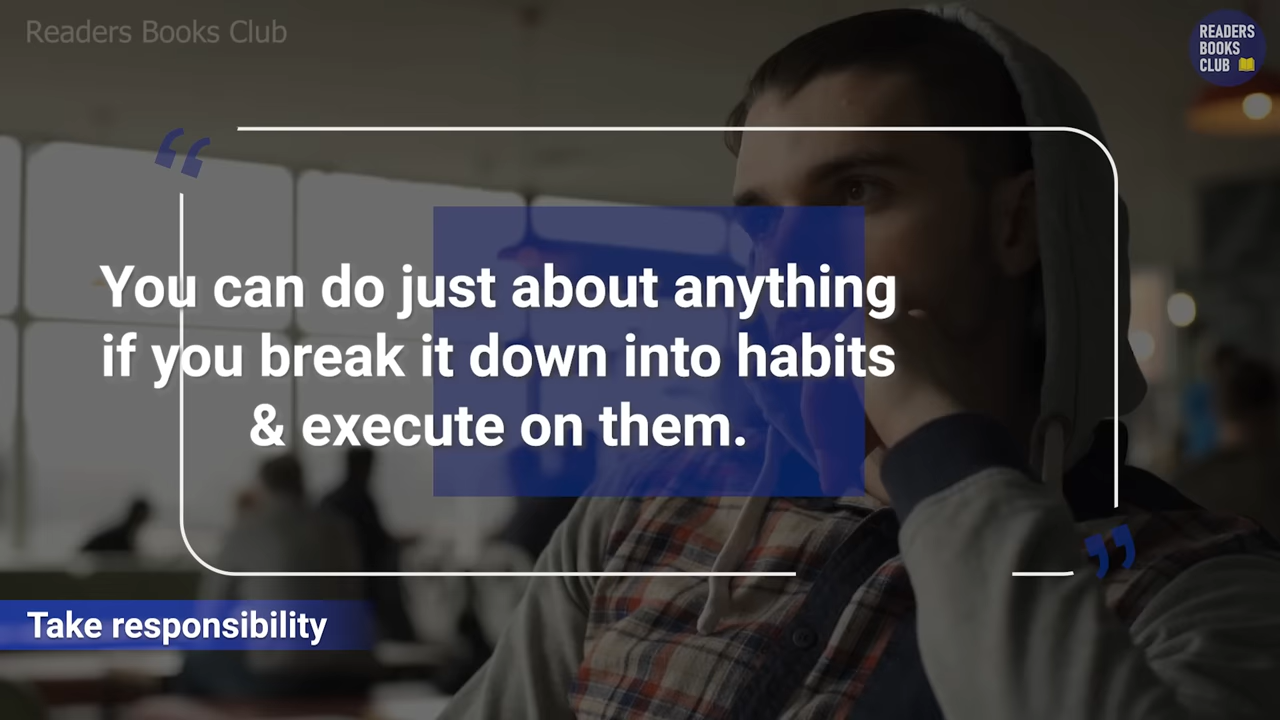 Readers Books Club
READERS
BOOKS
CLUB
“
You can do just about anything
if you break it down into habits
& execute on them.
”
Take responsibility